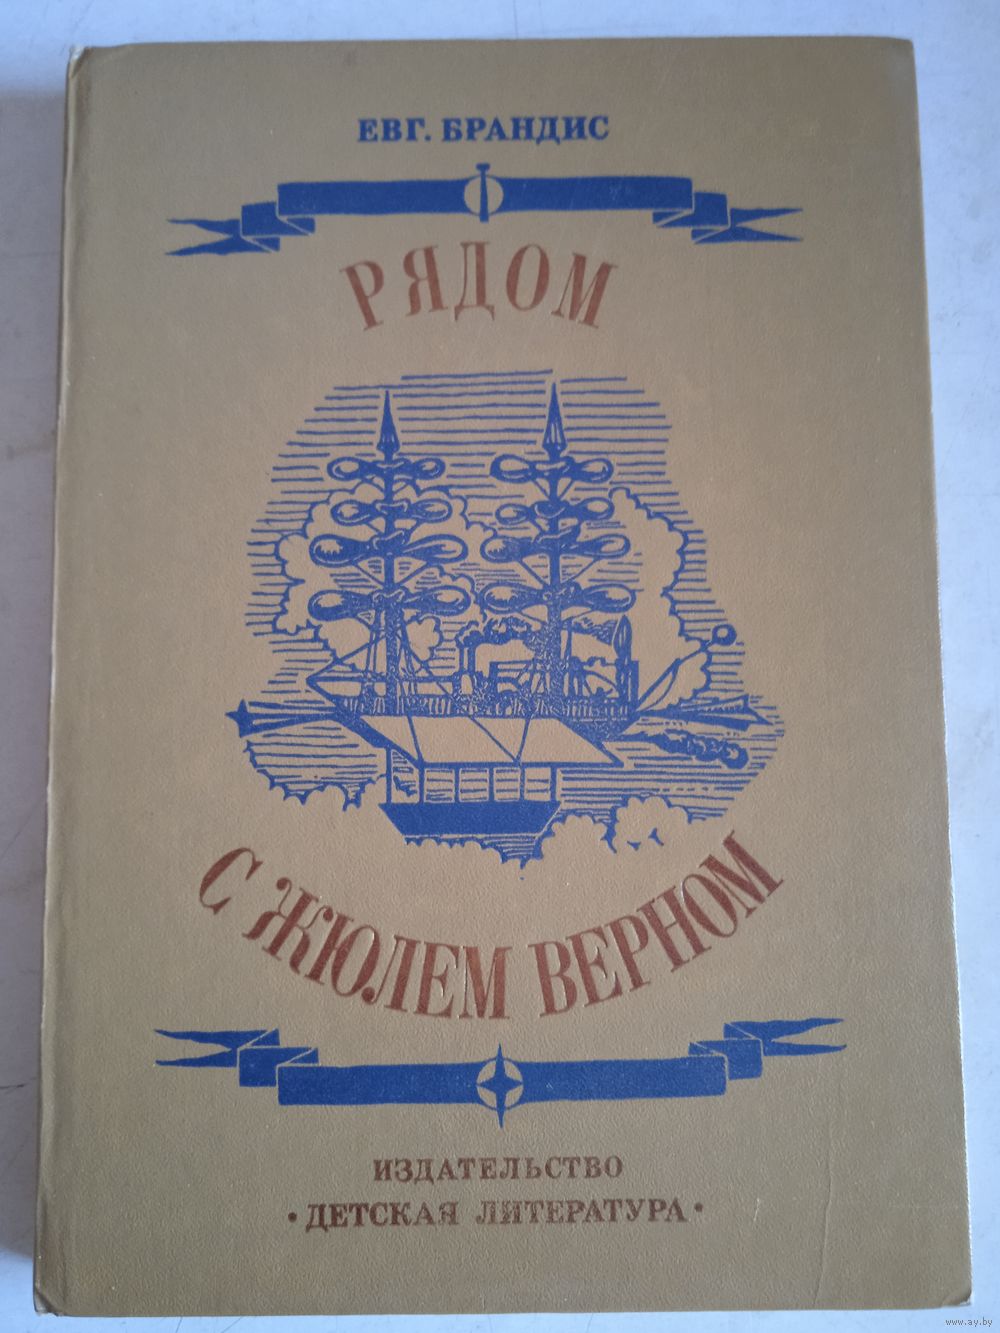 ЕВГ. БРАНДИС
РЯДОМ
С ЖЮЛЕМ ВЕРНОМ
ИЗДАТЕЛЬСТВО
• ДЕТСКАЯ ЛИТЕРАТУРА •
www.ay.by